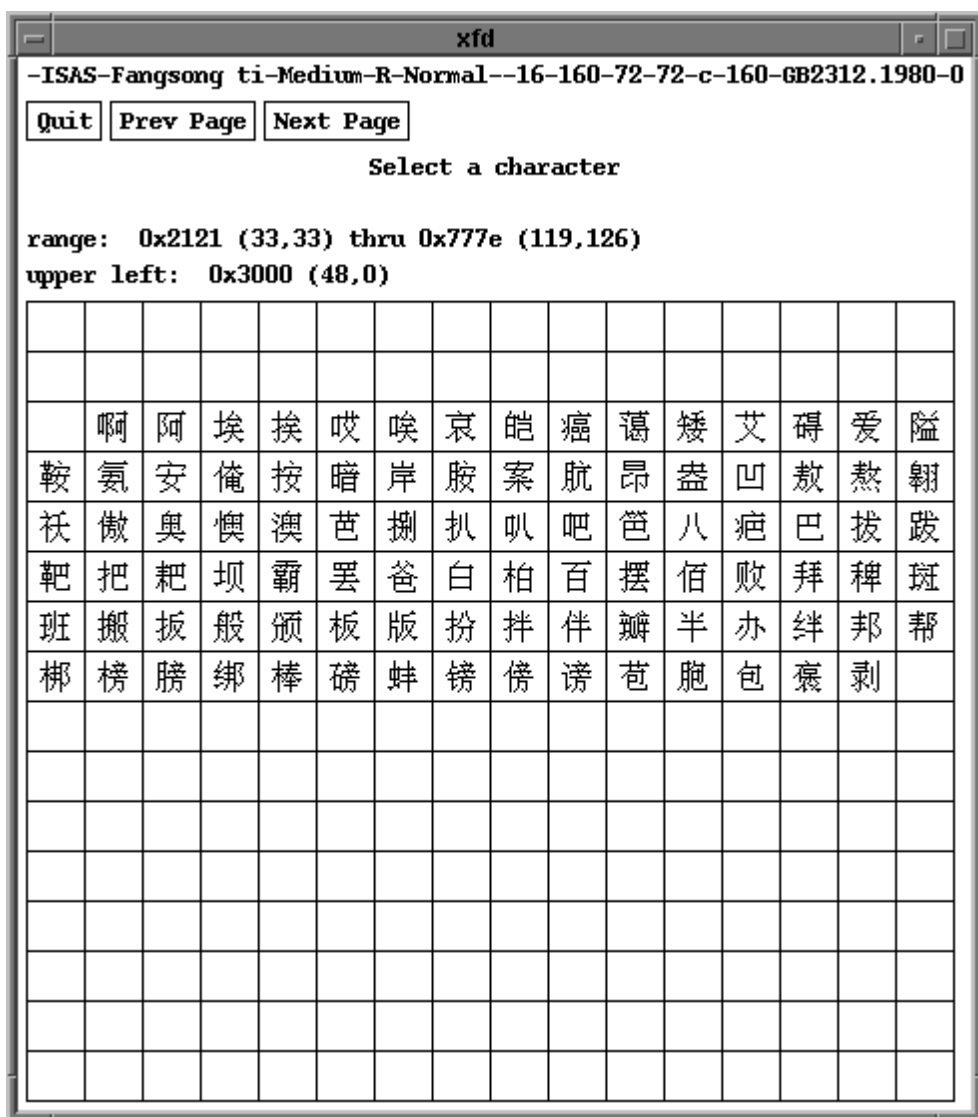 xfd
-ISAS-Fangsong ti-Medium-R-Normal--16-160-72-72-c-160-GB2312.1980-0
Quit Prev Page Next Page
Select a character
range: 0x2121 (33,33) thru 0x777e (119,126)
upper left: 0x3000 (48,0)
啊 阿 埃 挨 哎 唉 哀 皑 癌 蔼 矮 艾 碍 爱 隘
鞍 氨 安 俺 按 暗 岸 胺 案 肮 昂 盎 凹 敖 熬 翱
袄 傲 奥 懊 澳 芭 捌 扒 叭 吧 笆 八 疤 巴 拔 跋
靶 把 耙 坝 霸 罢 爸 白 柏 百 摆 佰 败 拜 稗 斑
班 搬 扳 般 颁 板 版 扮 拌 伴 瓣 半 办 绊 邦 帮
梆 榜 膀 绑 棒 磅 蚌 镑 傍 谤 苞 胞 包 褒 剥